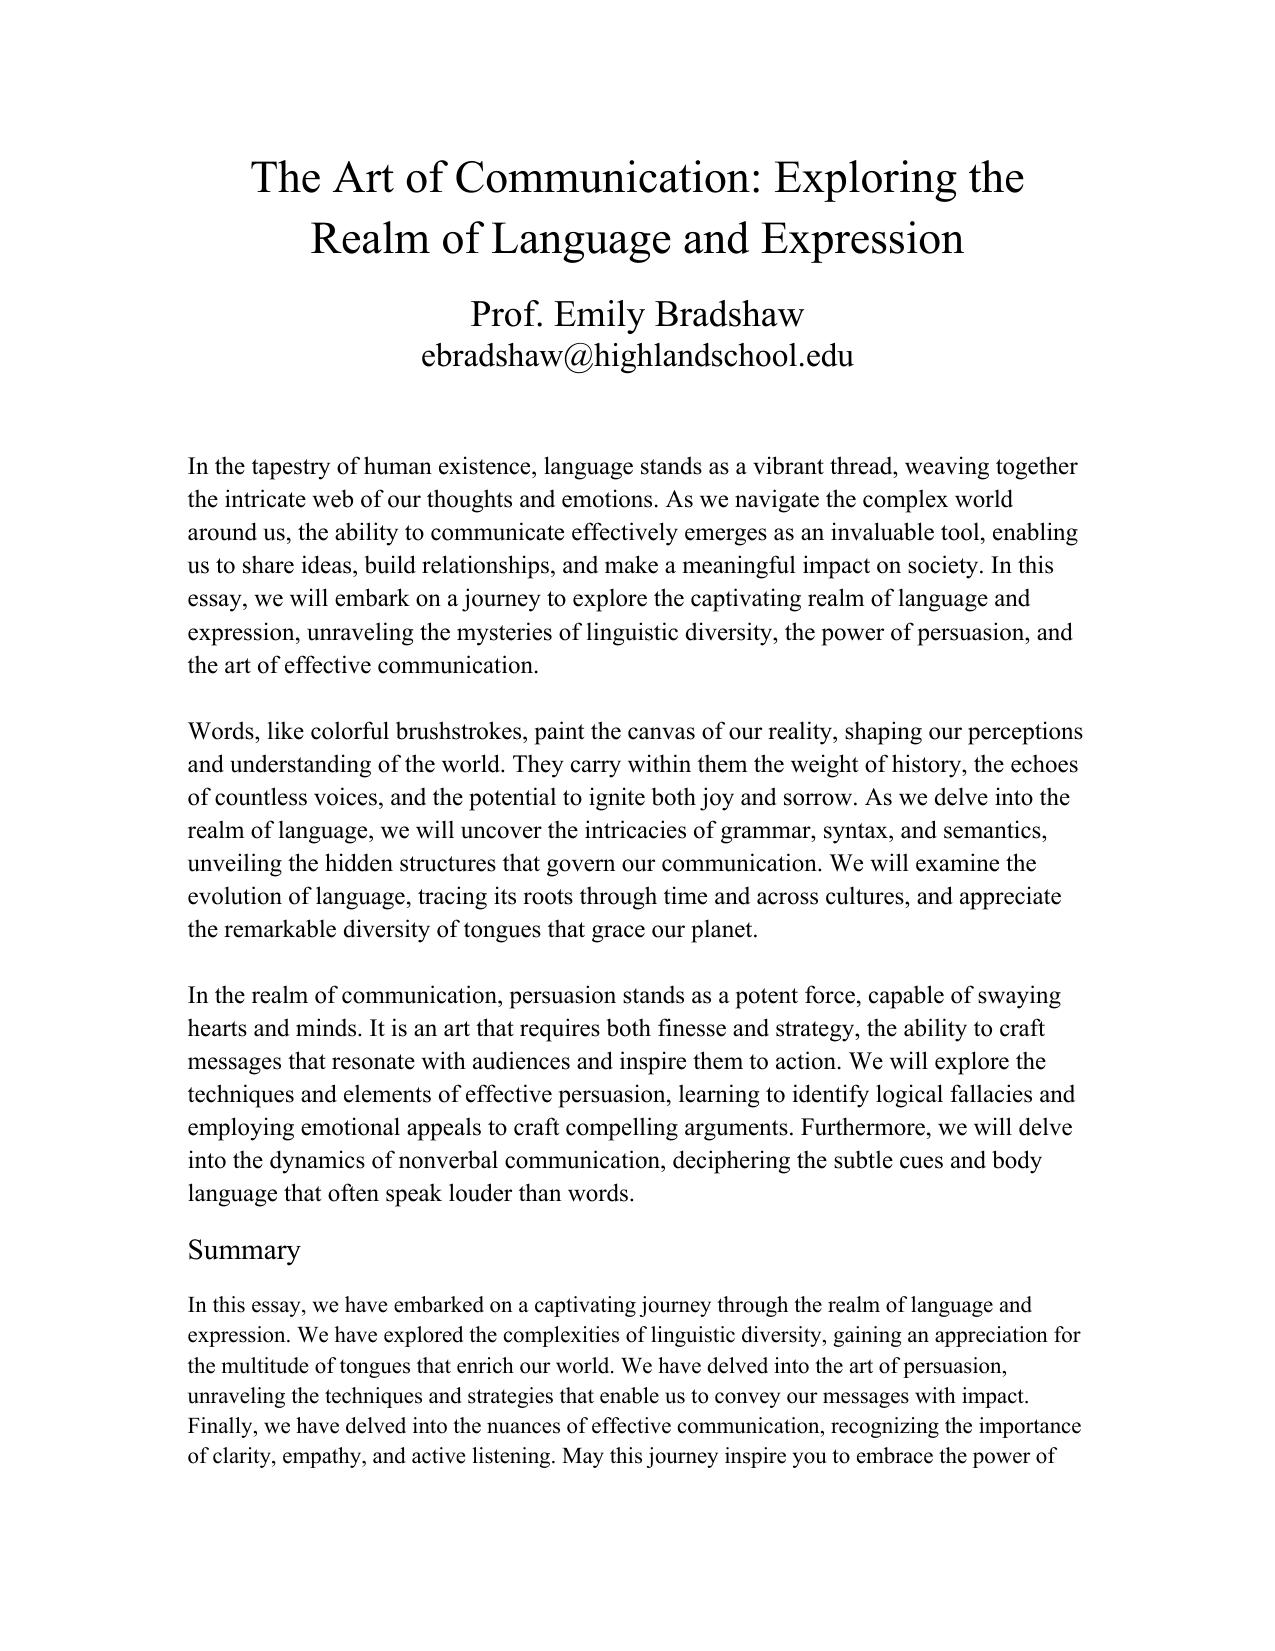 The Art of Communication: Exploring the
Realm of Language and Expression
Prof. Emily Bradshaw
ebradshaw@highlandschool.edu
In the tapestry of human existence, language stands as a vibrant thread, weaving together
the intricate web of our thoughts and emotions. As we navigate the complex world
around us, the ability to communicate effectively emerges as an invaluable tool, enabling
us to share ideas, build relationships, and make a meaningful impact on society. In this
essay, we will embark on a journey to explore the captivating realm of language and
expression, unraveling the mysteries of linguistic diversity, the power of persuasion, and
the art of effective communication.
Words, like colorful brushstrokes, paint the canvas of our reality, shaping our perceptions
and understanding of the world. They carry within them the weight of history, the echoes
of countless voices, and the potential to ignite both joy and sorrow. As we delve into the
realm of language, we will uncover the intricacies of grammar, syntax, and semantics,
unveiling the hidden structures that govern our communication. We will examine the
evolution of language, tracing its roots through time and across cultures, and appreciate
the remarkable diversity of tongues that grace our planet.
In the realm of communication, persuasion stands as a potent force, capable of swaying
hearts and minds. It is an art that requires both finesse and strategy, the ability to craft
messages that resonate with audiences and inspire them to action. We will explore the
techniques and elements of effective persuasion, learning to identify logical fallacies and
employing emotional appeals to craft compelling arguments. Furthermore, we will delve
into the dynamics of nonverbal communication, deciphering the subtle cues and body
language that often speak louder than words.
Summary
In this essay, we have embarked on a captivating journey through the realm of language and
expression. We have explored the complexities of linguistic diversity, gaining an appreciation for
the multitude of tongues that enrich our world. We have delved into the art of persuasion,
unraveling the techniques and strategies that enable us to convey our messages with impact.
Finally, we have delved into the nuances of effective communication, recognizing the importance
of clarity, empathy, and active listening. May this journey inspire you to embrace the power of